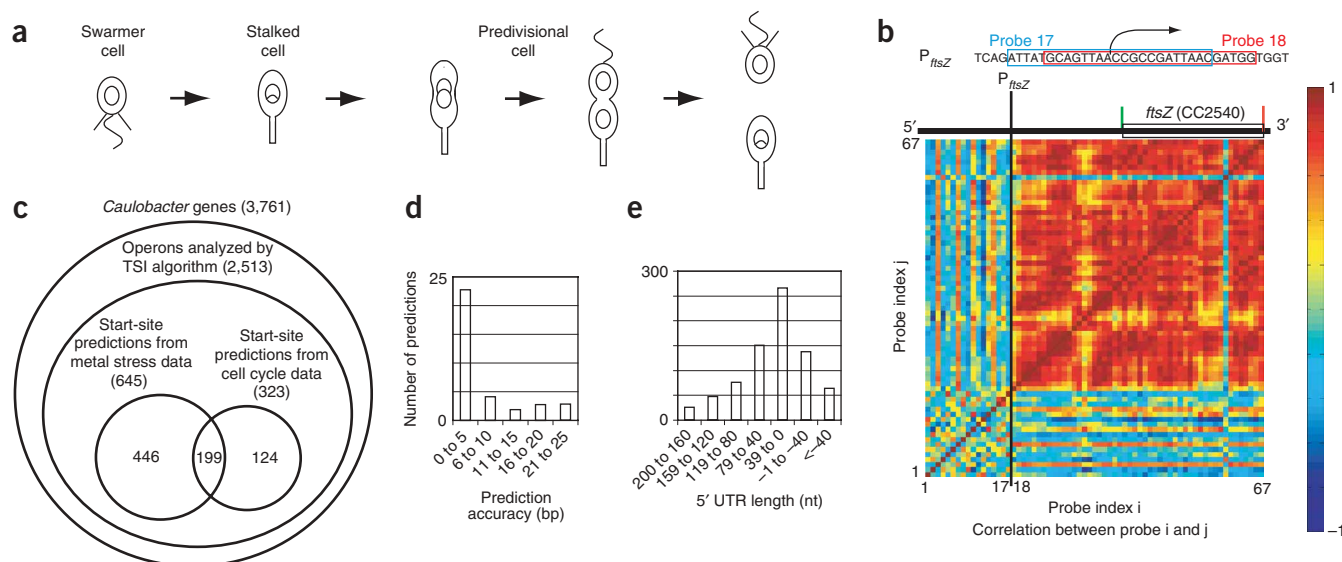 a
Swarmer
cell
Stalked
cell
Predivisional
cell
b
Probe 17
Probe 18
PftsZ
TCAGATTATGCAGTTAACCGCCGATTAACGATGGTGGT
PftsZ
ftsZ (CC2540)
5′
3′
67
1
Probe index j
1
17 18
67
Probe index i
Correlation between probe i and j
1
−1
c
Caulobacter genes (3,761)
Operons analyzed by
TSI algorithm (2,513)
Start-site
predictions from
metal stress data
(645)
Start-site
predictions from
cell cycle data
(323)
446
199
124
d
Number of predictions
25
0
0 to 5
6 to 10
11 to 15
16 to 20
21 to 25
Prediction
accuracy (bp)
e
300
0
200 to 160
159 to 120
119 to 80
79 to 40
39 to 0
−1 to −40
<−40
5′ UTR length (nt)